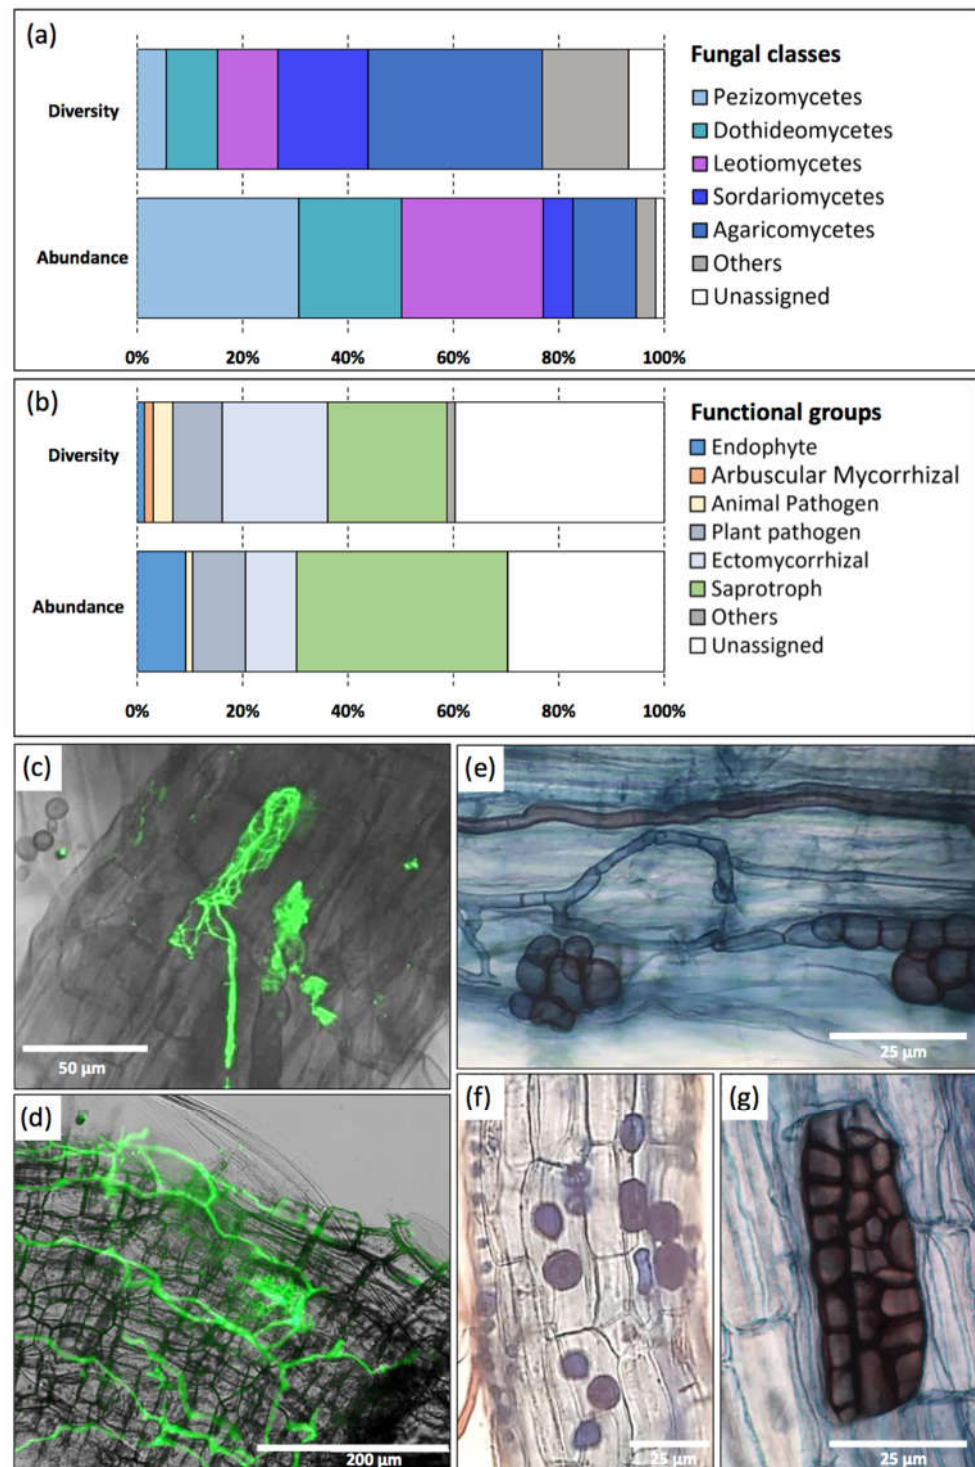 (a)
Diversity
Abundance
0% 20% 40% 60% 80% 100%
Fungal classes
Pezizomycetes
Dothideomycetes
Leotiomycetes
Sordariomycetes
Agaricomycetes
Others
Unassigned
(b)
Diversity
Abundance
0% 20% 40% 60% 80% 100%
Functional groups
Endophyte
Arbuscular Mycorrhizal
Animal Pathogen
Plant pathogen
Ectomycorrhizal
Saprotroph
Others
Unassigned
(c)
50 µm
(e)
25 µm
(d)
200 µm
(f)
25 µm
(g)
25 µm